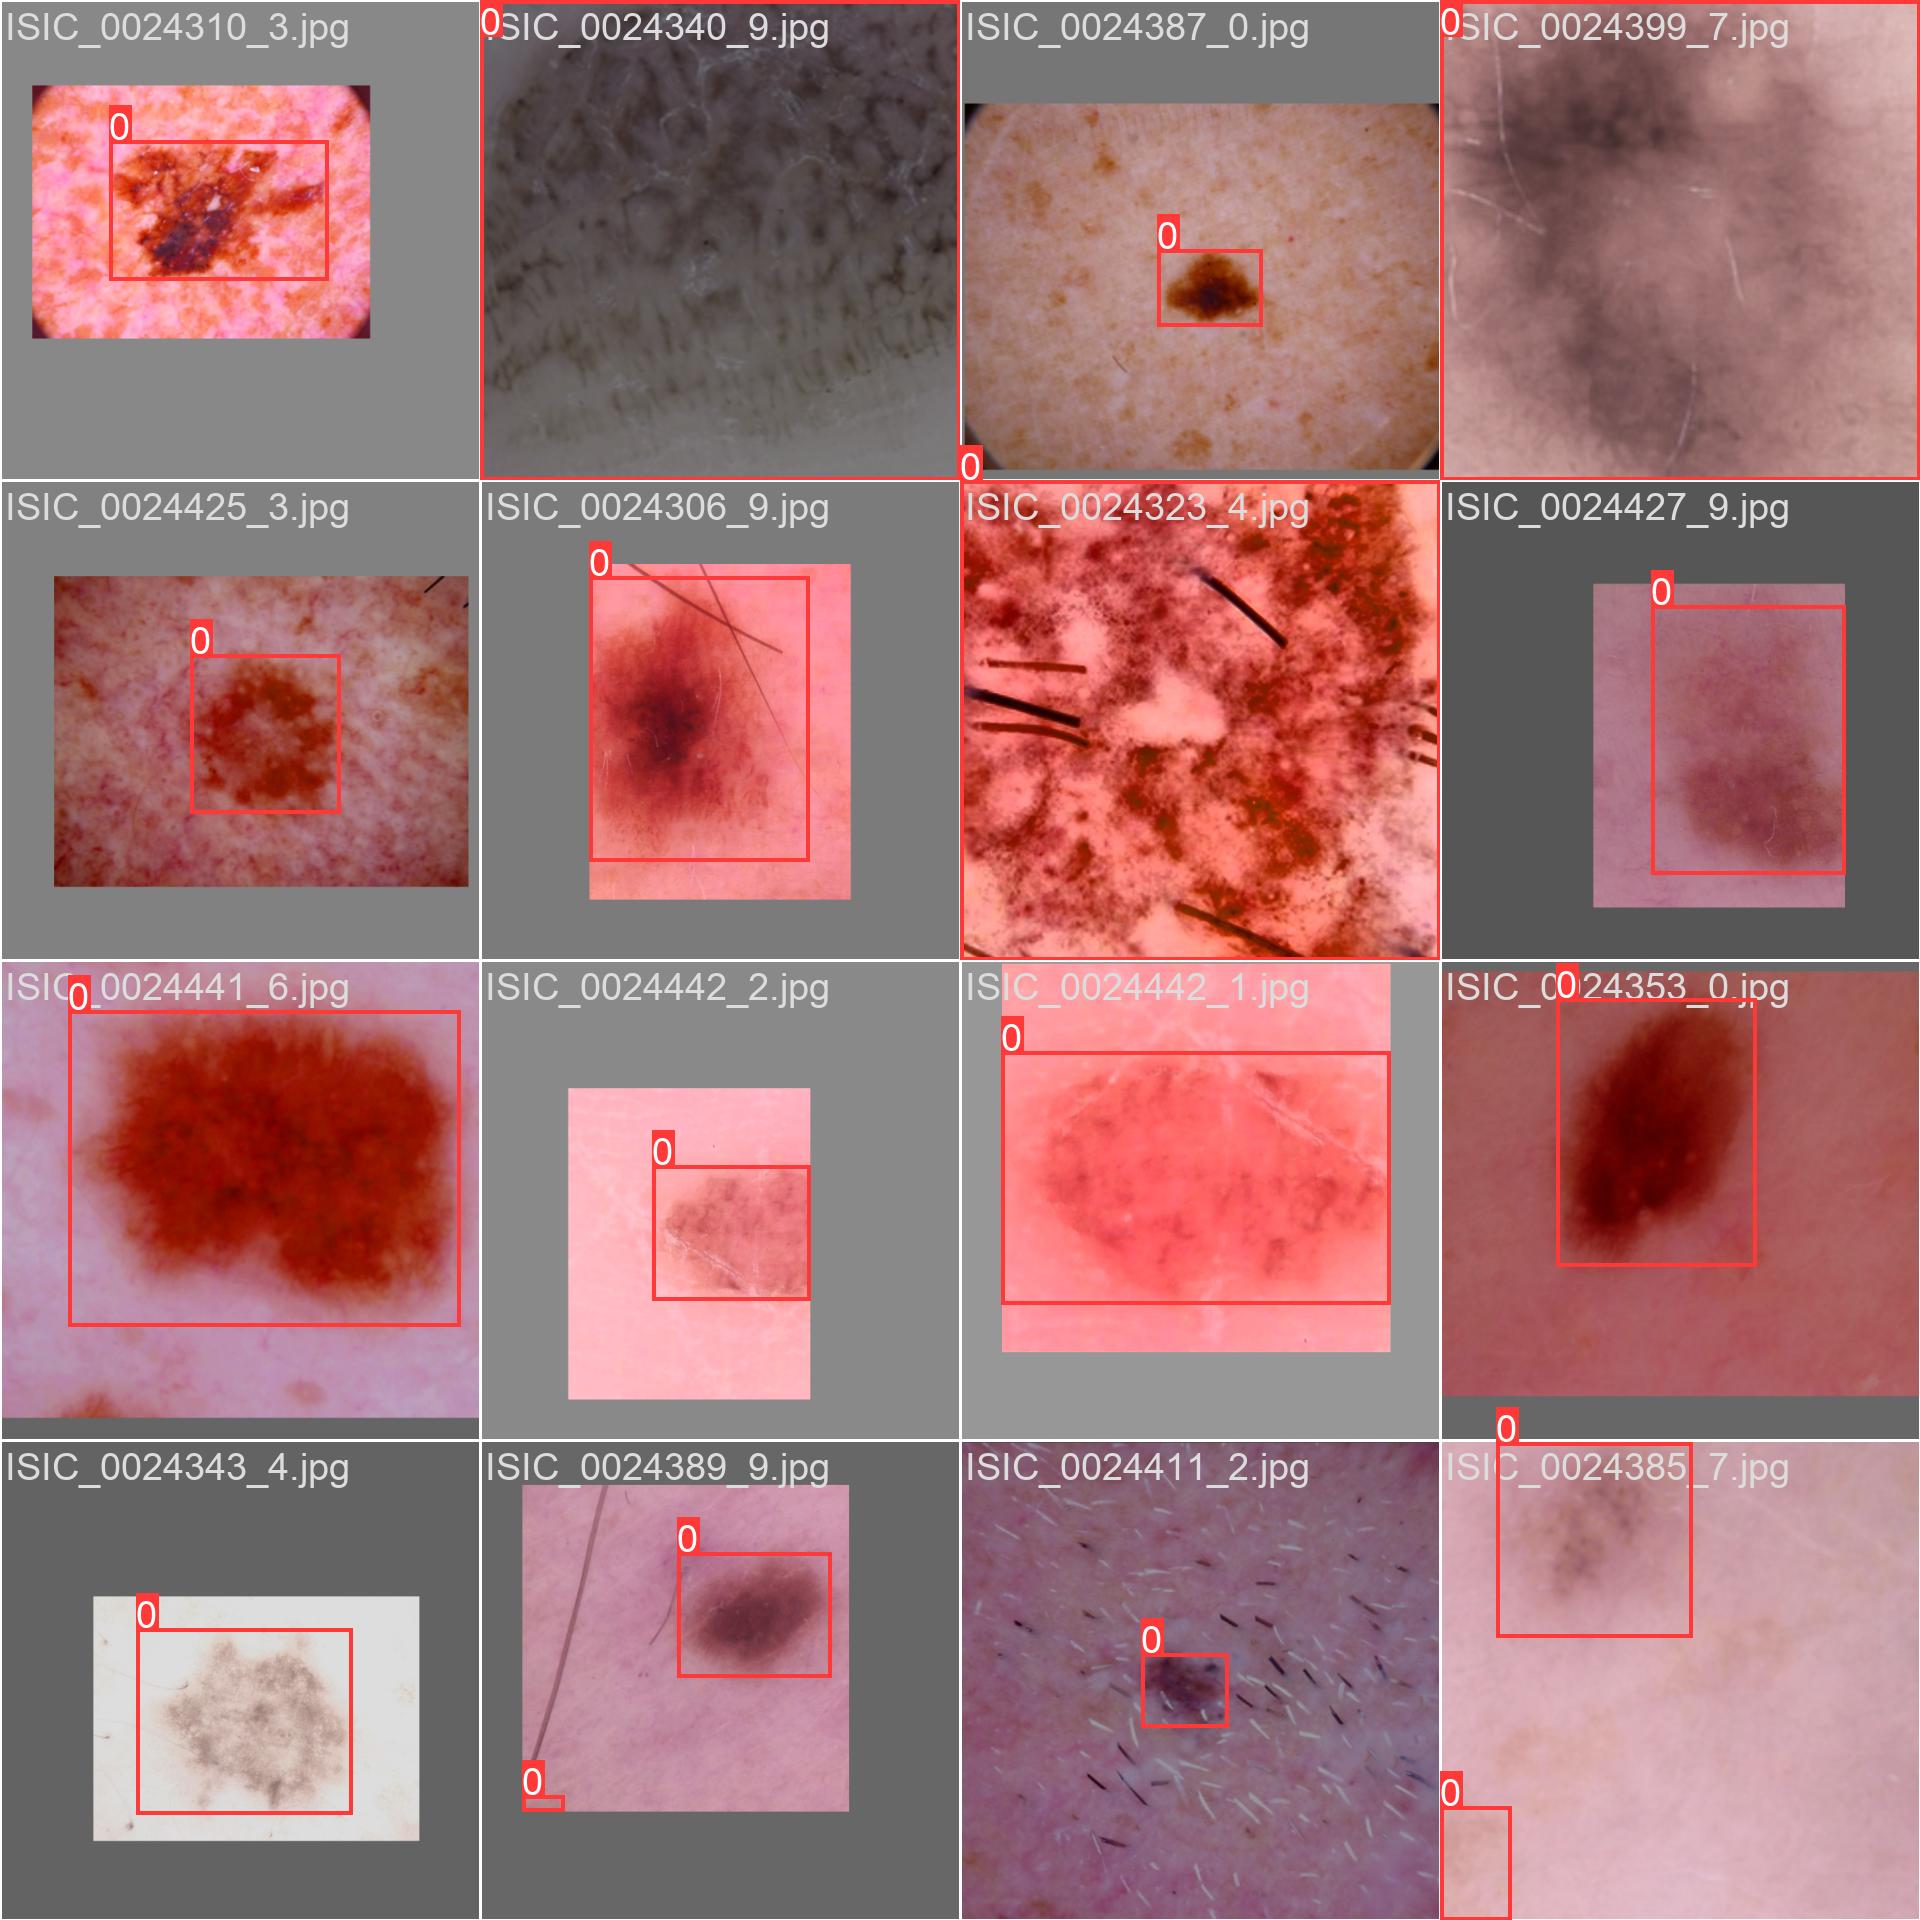 ISIC_0024310_3.jpg
0
0
ISIC_0024340_9.jpg
ISIC_0024387_0.jpg
0
0
ISIC_0024399_7.jpg
ISIC_0024425_3.jpg
0
ISIC_0024306_9.jpg
0
0
ISIC_0024323_4.jpg
ISIC_0024427_9.jpg
0
ISIC_0024441_6.jpg
0
ISIC_0024442_2.jpg
0
ISIC_0024442_1.jpg
0
ISIC_0024353_0.jpg
0
ISIC_0024343_4.jpg
0
ISIC_0024389_9.jpg
0
0
ISIC_0024411_2.jpg
0
ISIC_0024385_7.jpg
0
0